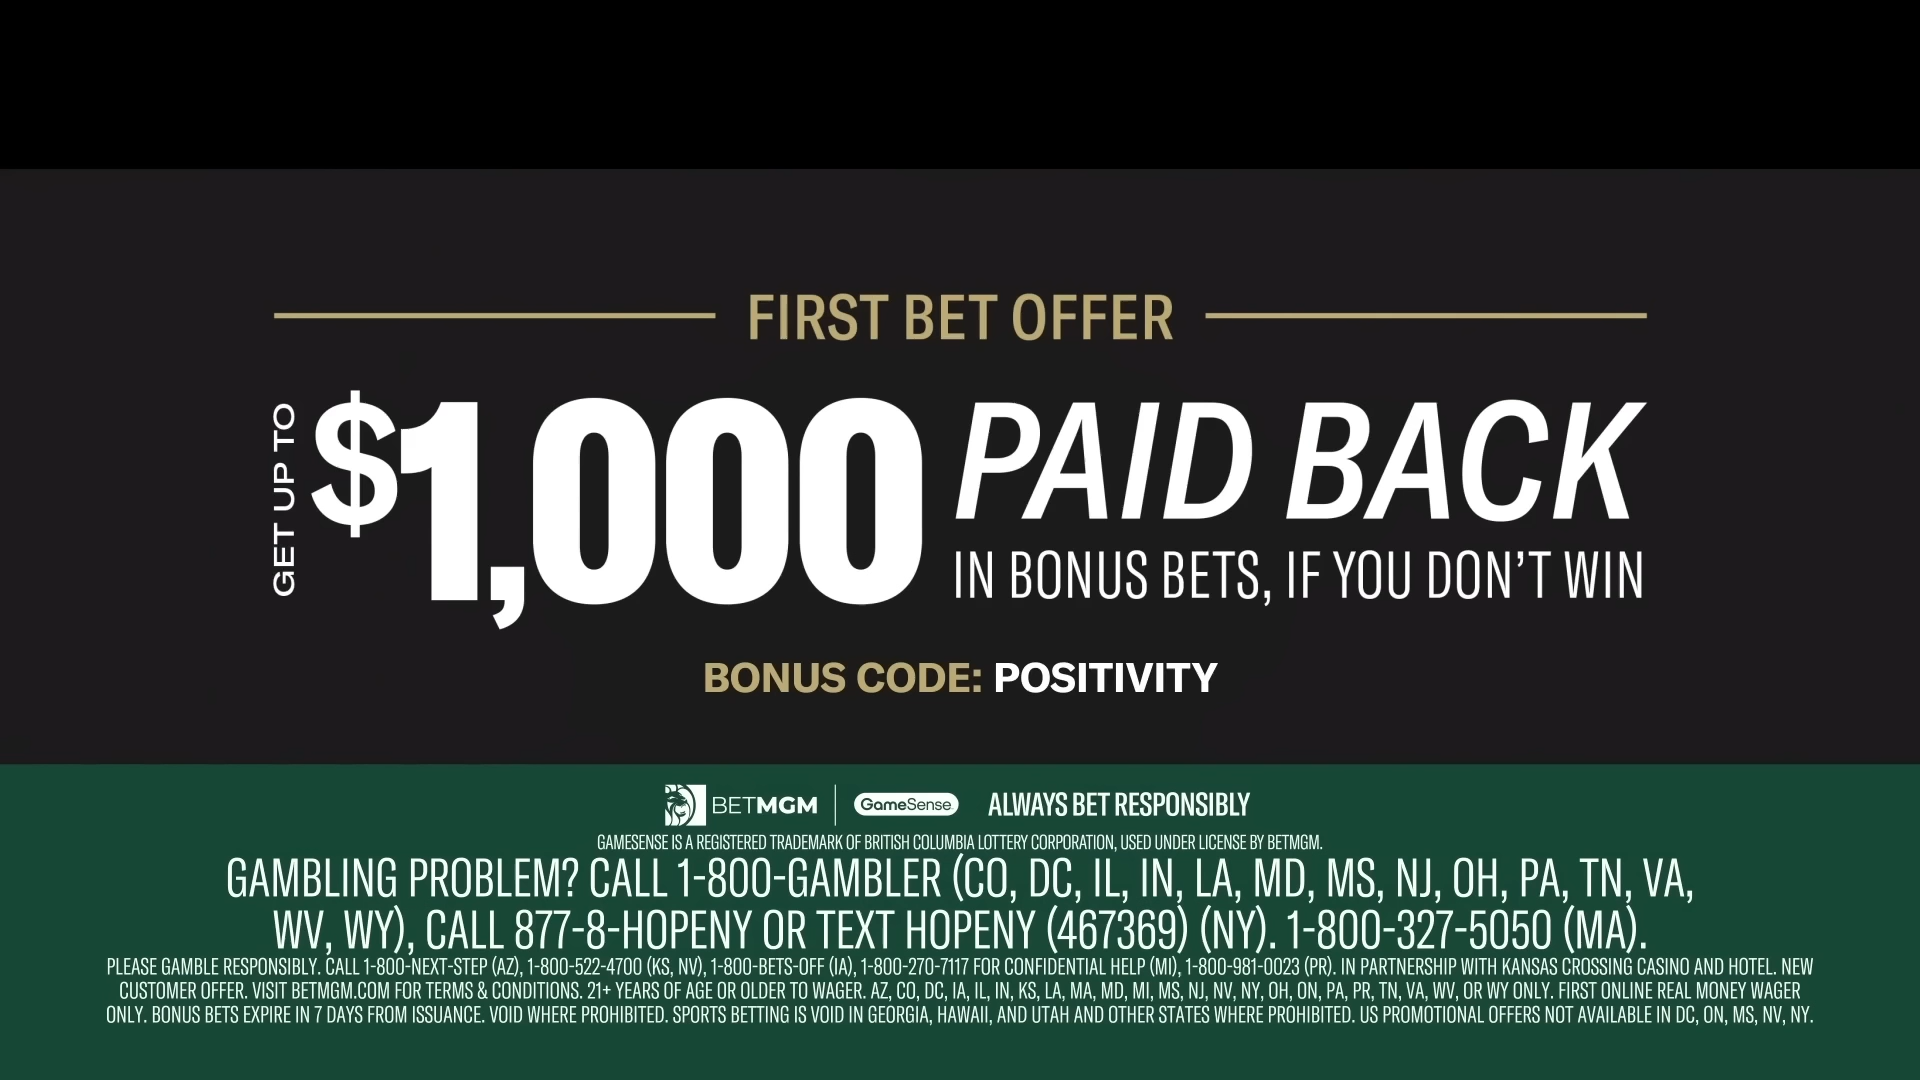 FIRST BET OFFER
GET UP TO
$1,000 PAID BACK
IN BONUS BETS, IF YOU DON'T WIN
BONUS CODE: POSITIVITY
BETMGM GameSense ALWAYS BET RESPONSIBLY
GAMESENSE IS A REGISTERED TRADEMARK OF BRITISH COLUMBIA LOTTERY CORPORATION, USED UNDER LICENSE BY BETMGM.
GAMBLING PROBLEM? CALL 1-800-GAMBLER (CO, DC, IL, IN, LA, MD, MS, NJ, OH, PA, TN, VA,
WV, WY), CALL 877-8-HOPENY OR TEXT HOPENY (467369) (NY). 1-800-327-5050 (MA).
PLEASE GAMBLE RESPONSIBLY. CALL 1-800-NEXT-STEP (AZ), 1-800-522-4700 (KS, NV), 1-800-BETS-OFF (IA), 1-800-270-7117 FOR CONFIDENTIAL HELP (MI), 1-800-981-0023 (PR). IN PARTNERSHIP WITH KANSAS CROSSING CASINO AND HOTEL. NEW
CUSTOMER OFFER. VISIT BETMGM.COM FOR TERMS & CONDITIONS. 21+ YEARS OF AGE OR OLDER TO WAGER. AZ, CO, DC, IA, IL, IN, KS, LA, MA, MD, MI, MS, NJ, NV, NY, OH, ON, PA, PR, TN, VA, WV, OR WY ONLY. FIRST ONLINE REAL MONEY WAGER
ONLY. BONUS BETS EXPIRE IN 7 DAYS FROM ISSUANCE. VOID WHERE PROHIBITED. SPORTS BETTING IS VOID IN GEORGIA, HAWAII, AND UTAH AND OTHER STATES WHERE PROHIBITED. US PROMOTIONAL OFFERS NOT AVAILABLE IN DC, ON, MS, NV, NY.